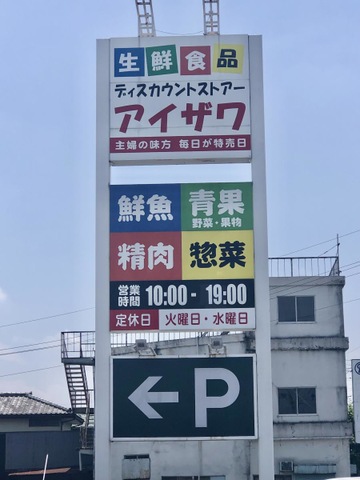 生鮮食品
ディスカウントストアー
アイザワ
主婦の味方 毎日が特売日
鮮魚 青果
野菜・果物
精肉 惣菜
営業時間 10:00 - 19:00
定休日 火曜日・水曜日
←P